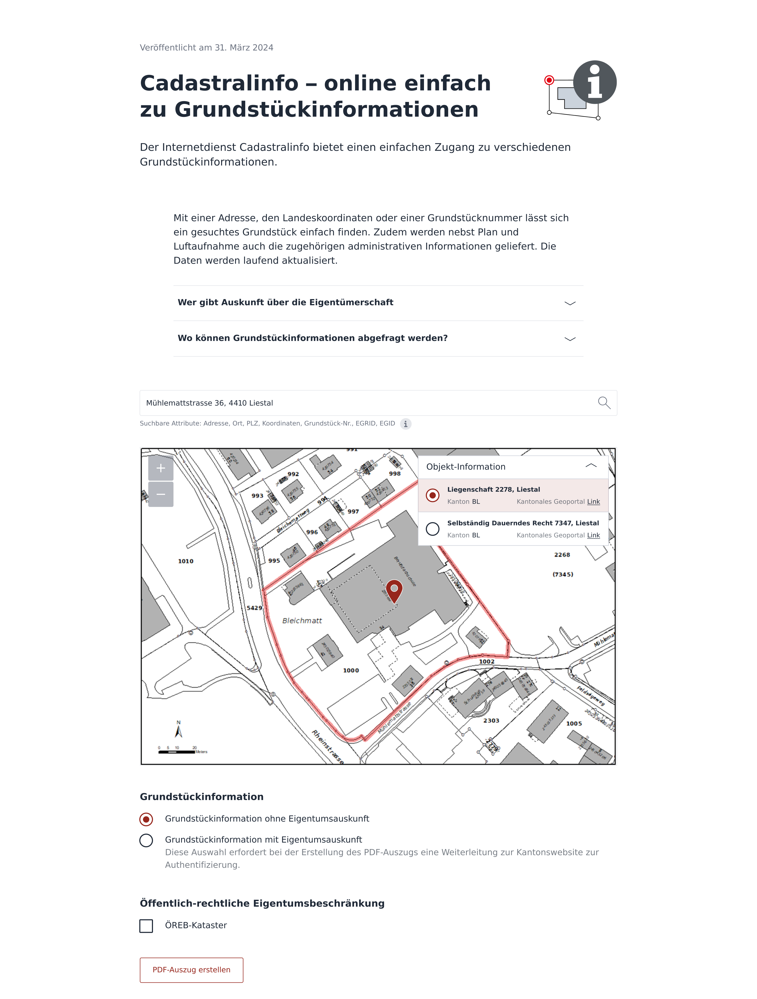 Veröffentlicht am 31. März 2024
Cadastralinfo – online einfach
zu Grundstückinformationen
Der Internetdienst Cadastralinfo bietet einen einfachen Zugang zu verschiedenen
Grundstückinformationen.
Mit einer Adresse, den Landeskoordinaten oder einer Grundstücknummer lässt sich
ein gesuchtes Grundstück einfach finden. Zudem werden nebst Plan und
Luftaufnahme auch die zugehörigen administrativen Informationen geliefert. Die
Daten werden laufend aktualisiert.
Wer gibt Auskunft über die Eigentümerschaft
Wo können Grundstückinformationen abgefragt werden?
Mühlemattstrasse 36, 4410 Liestal
Suchbare Attribute: Adresse, Ort, PLZ, Koordinaten, Grundstück-Nr., EGRID, EGID
Objekt-Information
Liegenschaft 2278, Liestal
Kanton BL Kantonales Geoportal Link
Selbständig Dauerndes Recht 7347, Liestal
Kanton BL Kantonales Geoportal Link
991
992
998
993
994
Bleichemattweg
997
996
995
1010
2268
(7345)
Berufsfachschule
5429
Bleichmatt
34
1000
1002
Mühlemattstrasse
Schulhaus
Feldsägeweg
2303
1005
2779
Rheinstrasse
N
0 5 10 20
Meters
Grundstückinformation
Grundstückinformation ohne Eigentumsauskunft
Grundstückinformation mit Eigentumsauskunft
Diese Auswahl erfordert bei der Erstellung des PDF-Auszugs eine Weiterleitung zur Kantonswebsite zur
Authentifizierung.
Öffentlich-rechtliche Eigentumsbeschränkung
ÖREB-Kataster
PDF-Auszug erstellen